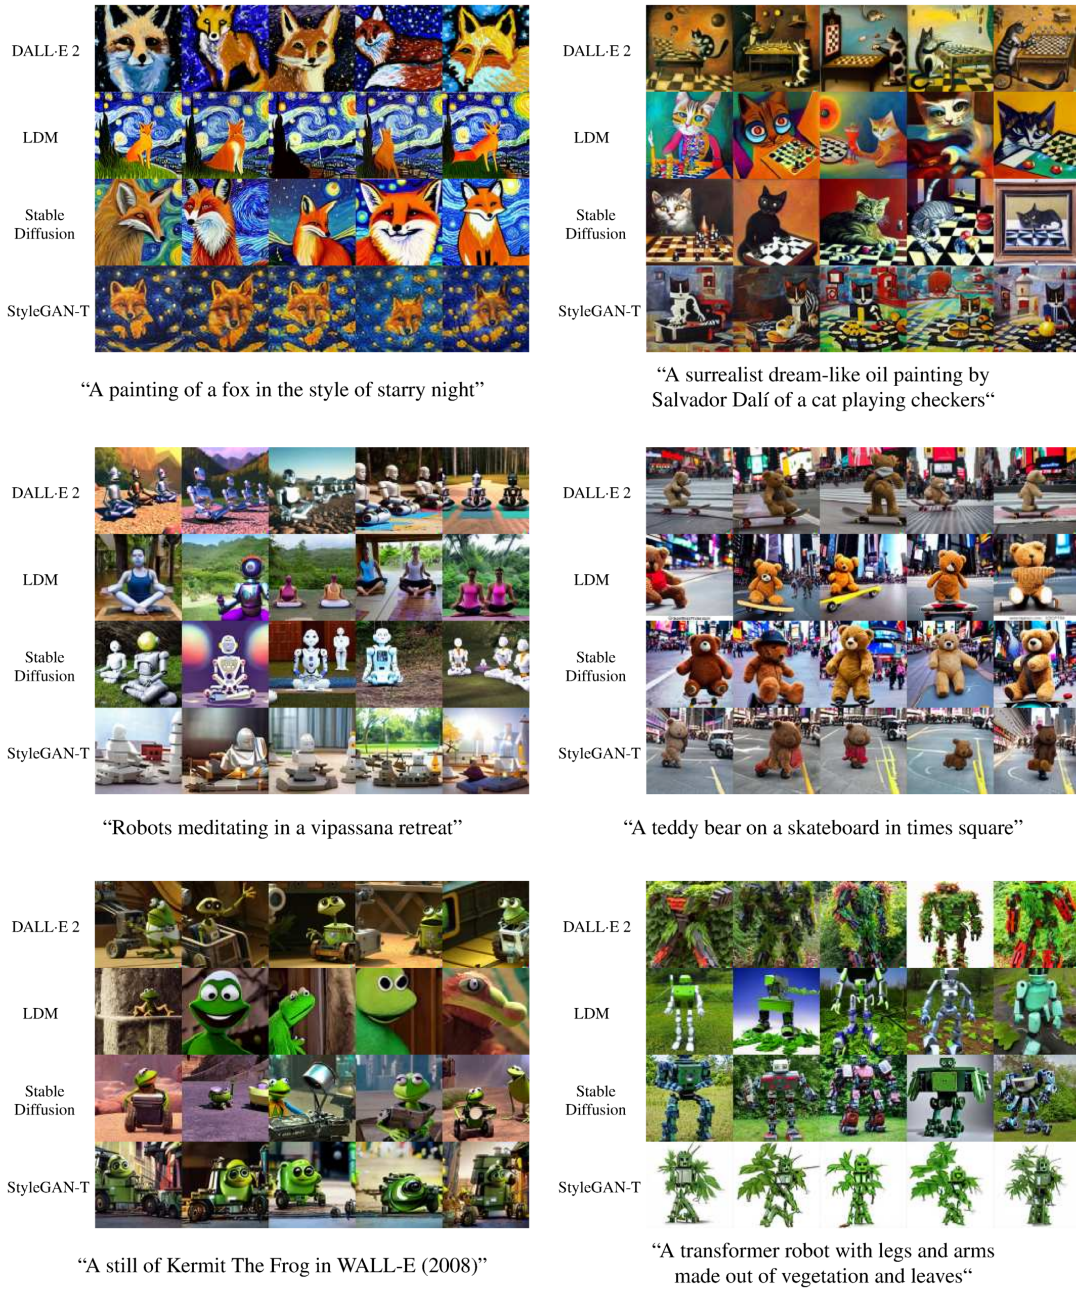 DALL·E 2
LDM
Stable
Diffusion
StyleGAN-T
“A painting of a fox in the style of starry night”
DALL·E 2
LDM
Stable
Diffusion
StyleGAN-T
“A surrealist dream-like oil painting by
Salvador Dalí of a cat playing checkers“
DALL·E 2
LDM
Stable
Diffusion
StyleGAN-T
“Robots meditating in a vipassana retreat”
DALL·E 2
LDM
Stable
Diffusion
StyleGAN-T
“A teddy bear on a skateboard in times square”
DALL·E 2
LDM
Stable
Diffusion
StyleGAN-T
“A still of Kermit The Frog in WALL-E (2008)”
DALL·E 2
LDM
Stable
Diffusion
StyleGAN-T
“A transformer robot with legs and arms
made out of vegetation and leaves“